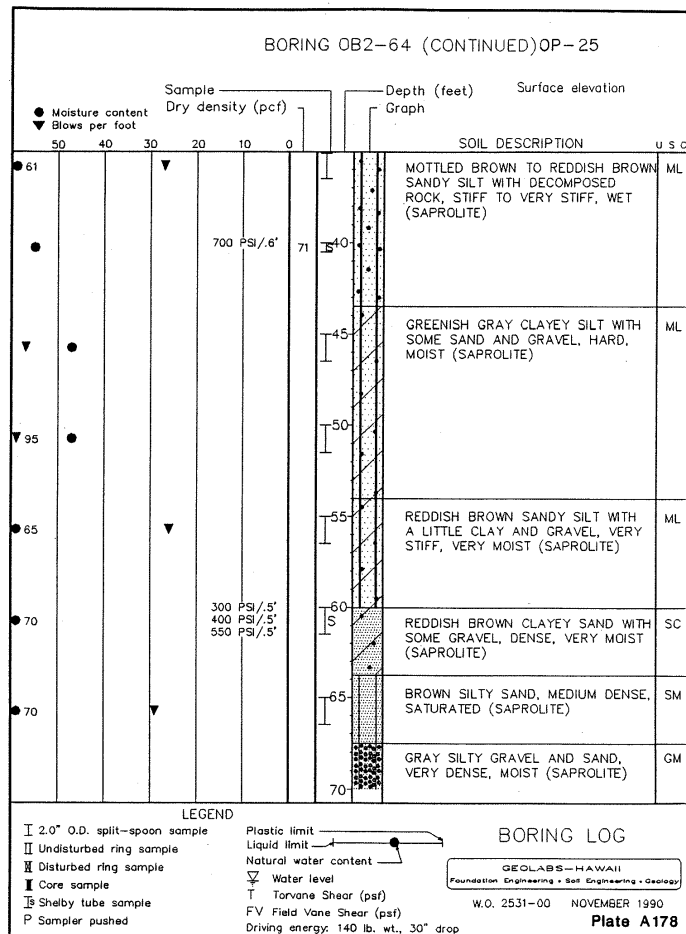 BORING OB2-64 (CONTINUED)OP-25
Sample
Depth (feet)
Surface elevation
Dry density (pcf)
Graph
● Moisture content
▼ Blows per foot
50 40 30 20 10 0
SOIL DESCRIPTION
U S C
61
MOTTLED BROWN TO REDDISH BROWN
SANDY SILT WITH DECOMPOSED
ROCK, STIFF TO VERY STIFF, WET
(SAPROLITE)
ML
700 PSI/.6'
71
S
40
45
GREENISH GRAY CLAYEY SILT WITH
SOME SAND AND GRAVEL, HARD,
MOIST (SAPROLITE)
ML
95
50
65
55
REDDISH BROWN SANDY SILT WITH
A LITTLE CLAY AND GRAVEL, VERY
STIFF, VERY MOIST (SAPROLITE)
ML
70
300 PSI/.5'
400 PSI/.5'
550 PSI/.5'
S
60
REDDISH BROWN CLAYEY SAND WITH
SOME GRAVEL, DENSE, VERY MOIST
(SAPROLITE)
SC
70
65
BROWN SILTY SAND, MEDIUM DENSE,
SATURATED (SAPROLITE)
SM
GRAY SILTY GRAVEL AND SAND,
VERY DENSE, MOIST (SAPROLITE)
GM
70
LEGEND
2.0" O.D. split-spoon sample
Undisturbed ring sample
Disturbed ring sample
Core sample
S Shelby tube sample
P Sampler pushed
Plastic limit
Liquid limit
Natural water content
Water level
T Torvane Shear (psf)
FV Field Vane Shear (psf)
Driving energy: 140 lb. wt., 30" drop
BORING LOG
GEOLABS-HAWAII
Foundation Engineering • Soil Engineering • Geology
W.O. 2531-00 NOVEMBER 1990
Plate A178